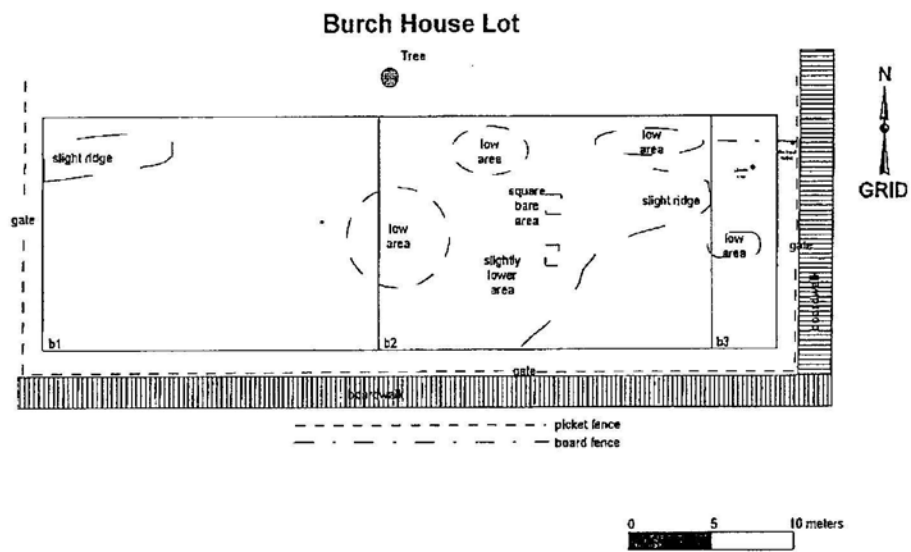 Burch House Lot
Tree
N
GRID
slight ridge
low
area
low
area
square
bare
area
slight ridge
gate
low
area
low
area
gate
slightly
lower
area
boardwalk
b1
b2
b3
gate
boardwalk
picket fence
board fence
0
5
10 meters